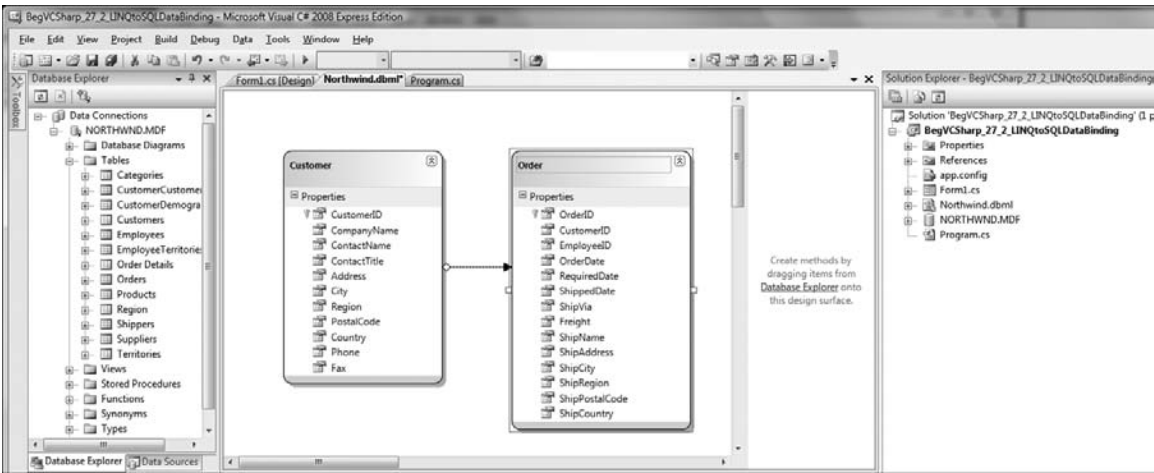 BegVCSharp_27_2_LINQtoSQLDataBinding - Microsoft Visual C# 2008 Express Edition
File Edit View Project Build Debug Data Tools Window Help
Toolbox
Database Explorer
Data Connections
NORTHWND.MDF
Database Diagrams
Tables
Categories
CustomerCustomer
CustomerDemogra
Customers
Employees
EmployeeTerritorie
Order Details
Orders
Products
Region
Shippers
Suppliers
Territories
Views
Stored Procedures
Functions
Synonyms
Types
Database Explorer Data Sources
Form1.cs [Design] Northwind.dbml* Program.cs
Customer
Properties
CustomerID
CompanyName
ContactName
ContactTitle
Address
City
Region
PostalCode
Country
Phone
Fax
Order
Properties
OrderID
CustomerID
EmployeeID
OrderDate
RequiredDate
ShippedDate
ShipVia
Freight
ShipName
ShipAddress
ShipCity
ShipRegion
ShipPostalCode
ShipCountry
Create methods by
dragging items from
Database Explorer onto
this design surface.
Solution Explorer - BegVCSharp_27_2_LINQtoSQLDataBinding
Solution 'BegVCSharp_27_2_LINQtoSQLDataBinding' (1 p
BegVCSharp_27_2_LINQtoSQLDataBinding
Properties
References
app.config
Form1.cs
Northwind.dbml
NORTHWND.MDF
Program.cs